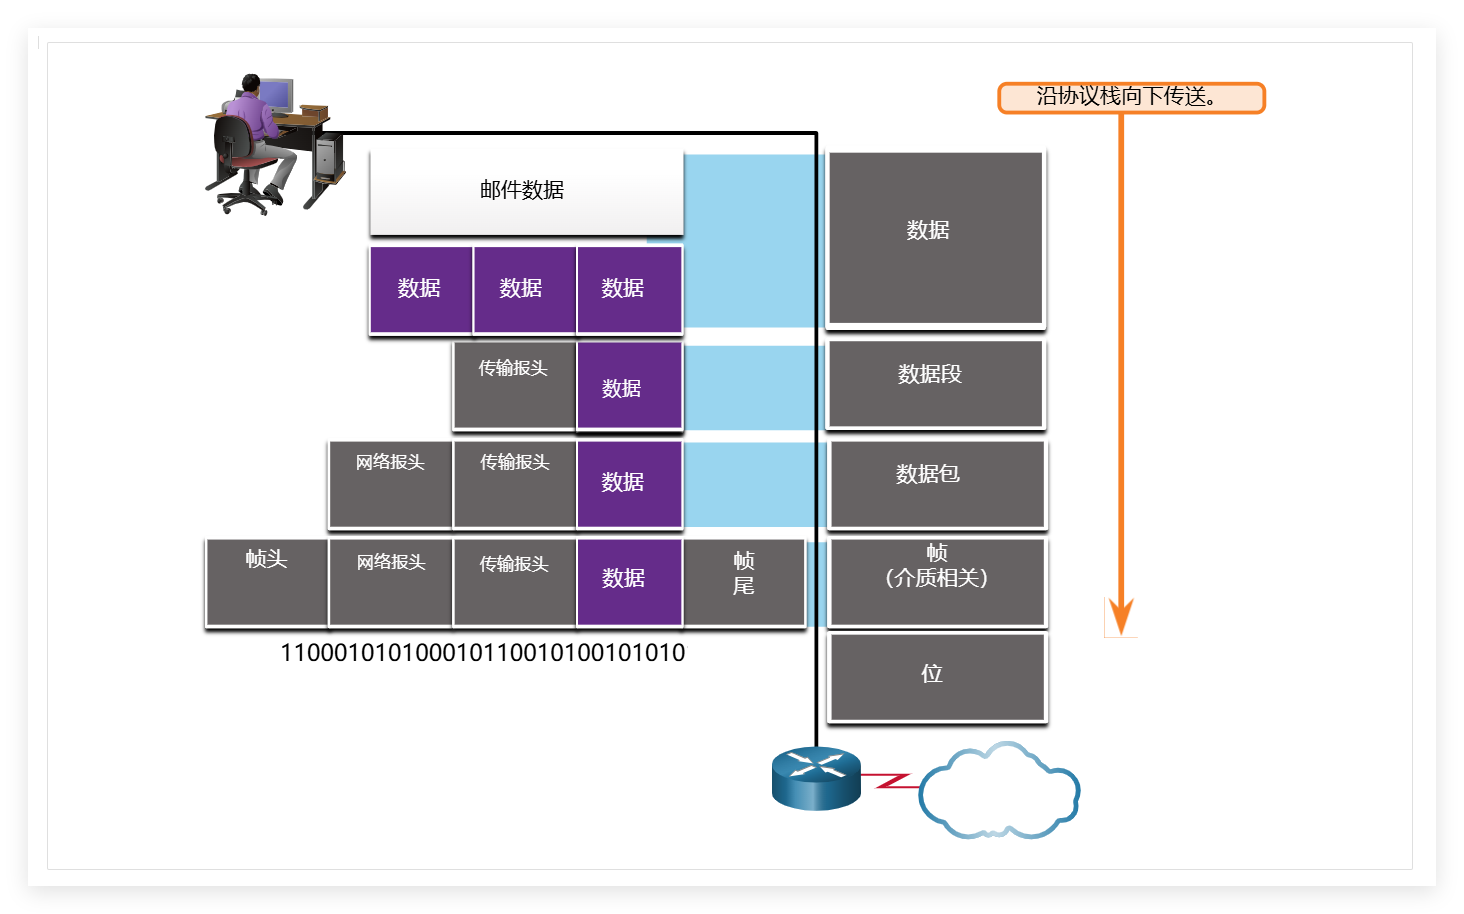 沿协议栈向下传送。
邮件数据
数据
数据 数据 数据
传输报头 数据
数据段
网络报头 传输报头 数据
数据包
帧头 网络报头 传输报头 数据 帧
尾
帧
（介质相关）
1100010101000101100101001010​10
位